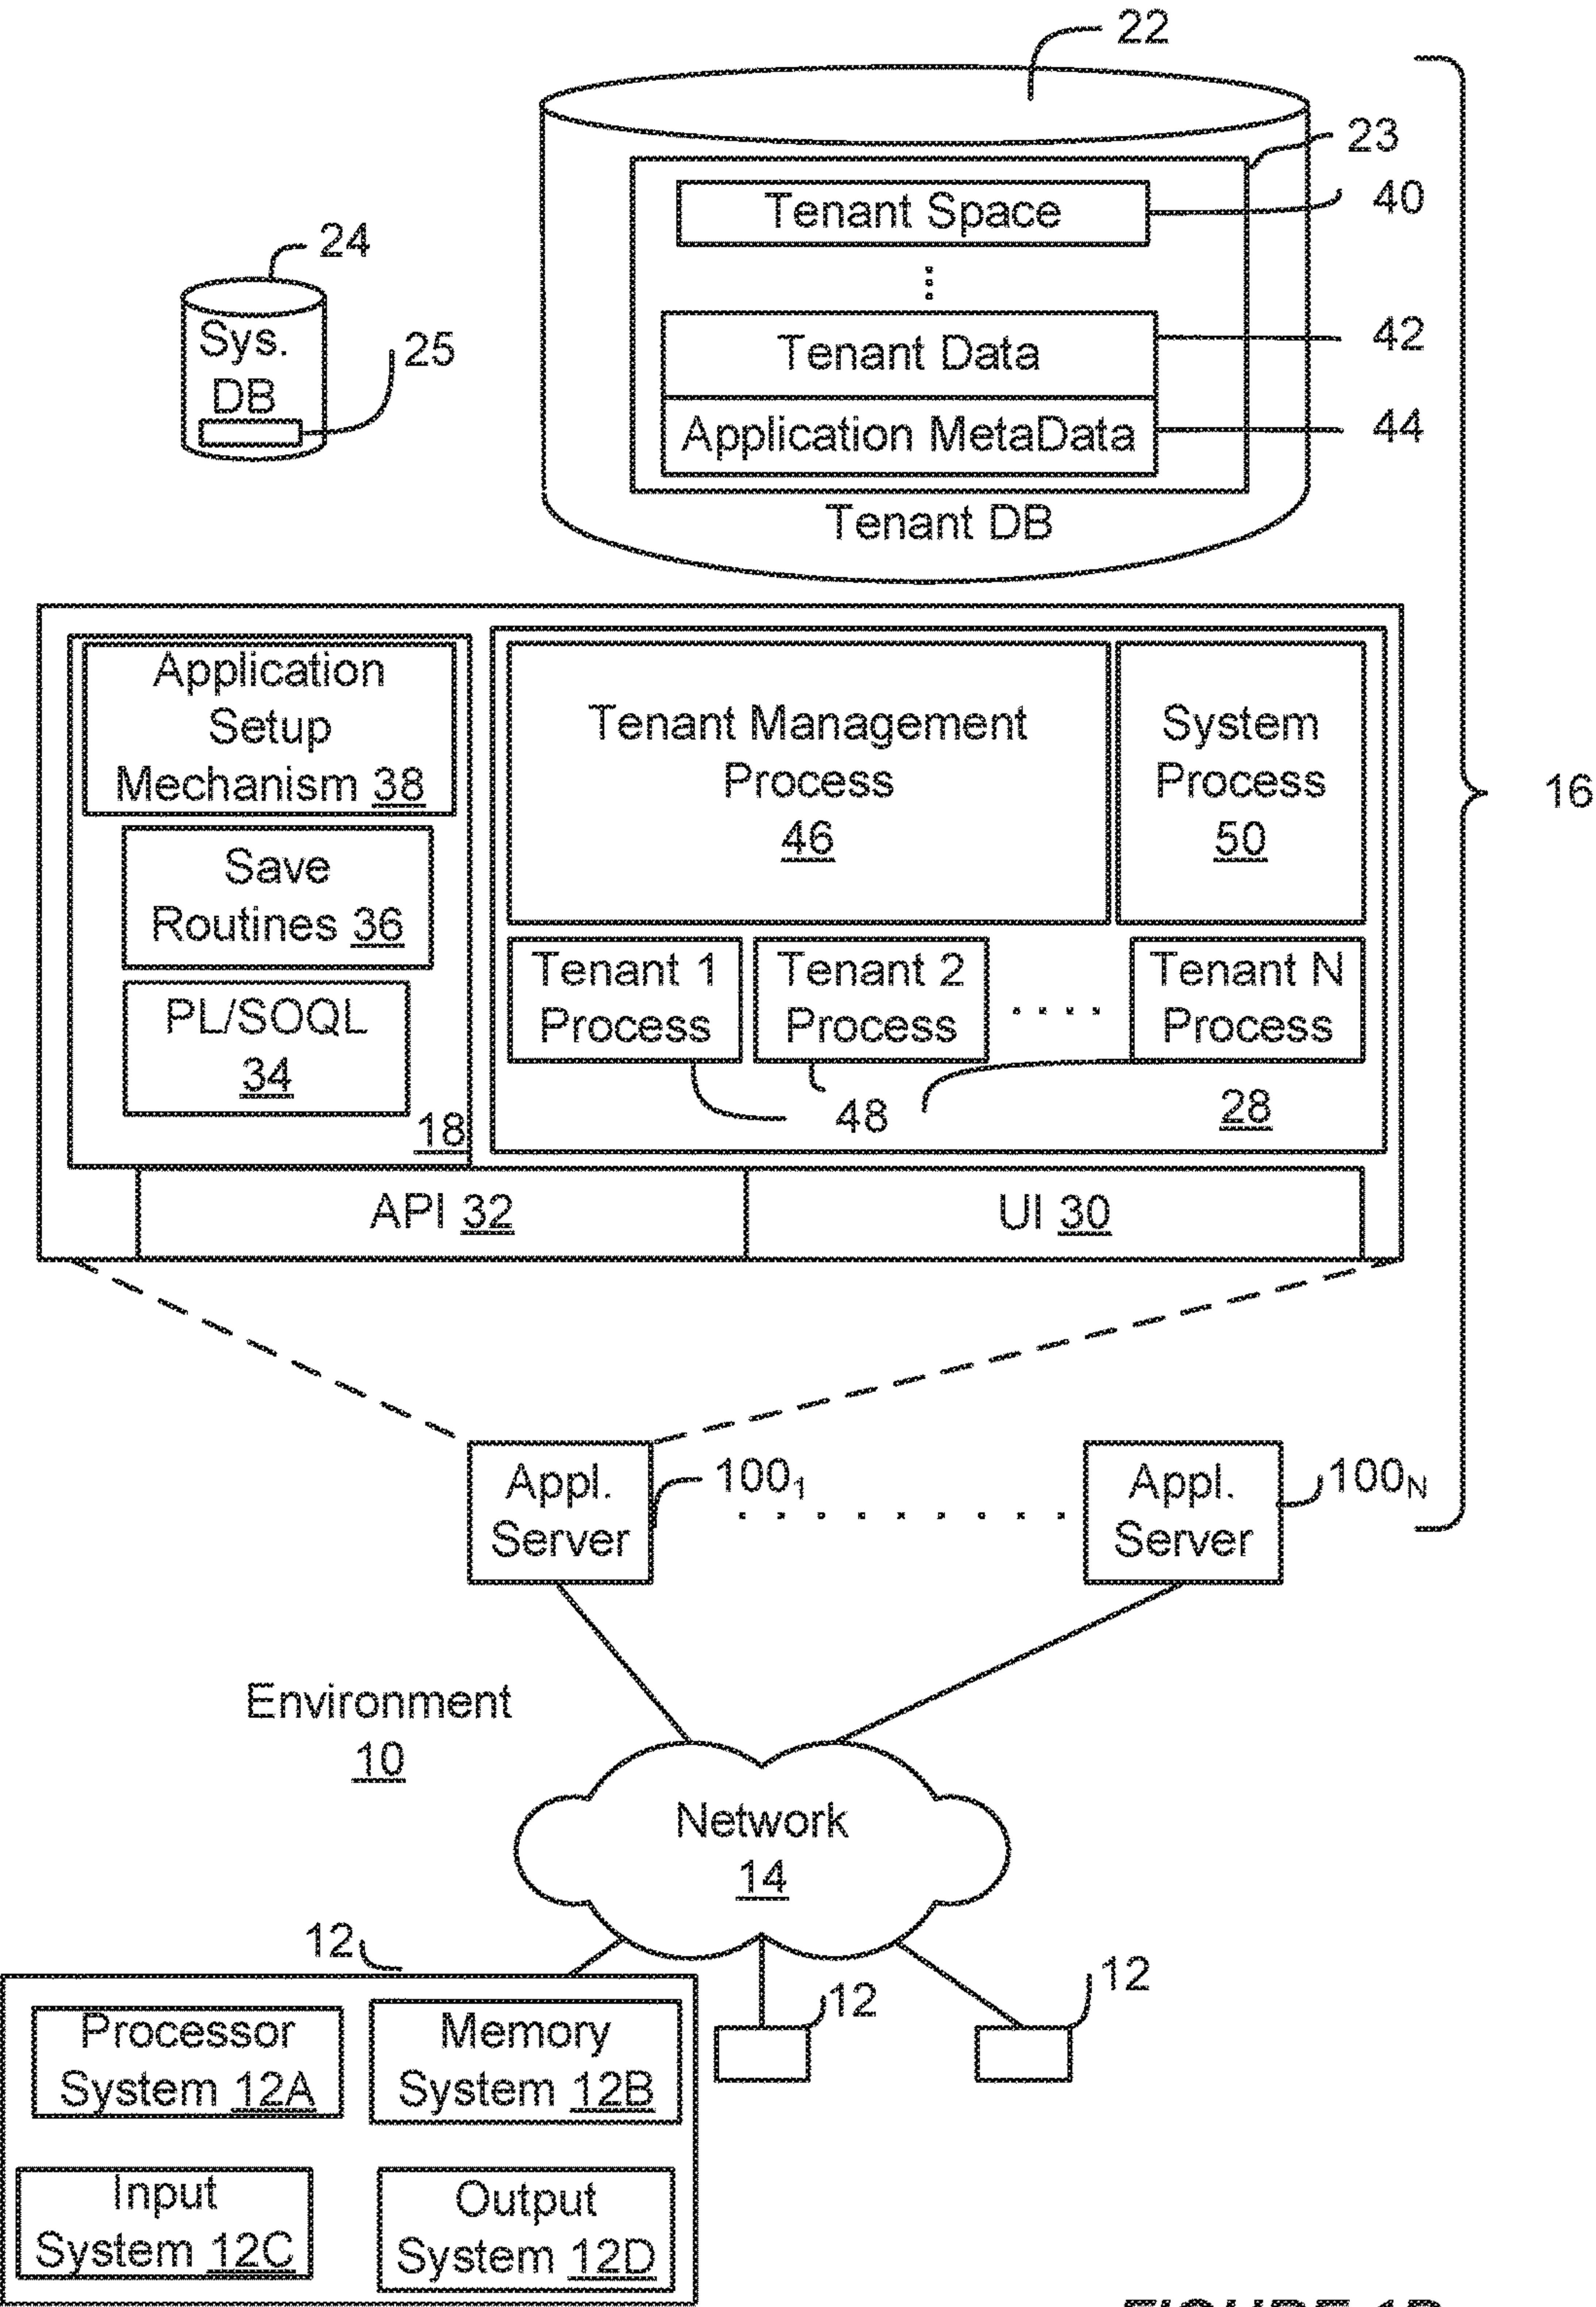 22
23
Tenant Space
40
24
Sys.
DB
25
Tenant Data
42
Application MetaData
44
Tenant DB
Application
Setup
Mechanism 38
Tenant Management
Process
46
System
Process
50
16
Save
Routines 36
Tenant 1
Process
Tenant 2
Process
Tenant N
Process
PL/SOQL
34
48
28
18
API 32
UI 30
Appl.
Server
100₁
Appl.
Server
100N
Environment
10
Network
14
12
12
12
Processor
System 12A
Memory
System 12B
Input
System 12C
Output
System 12D